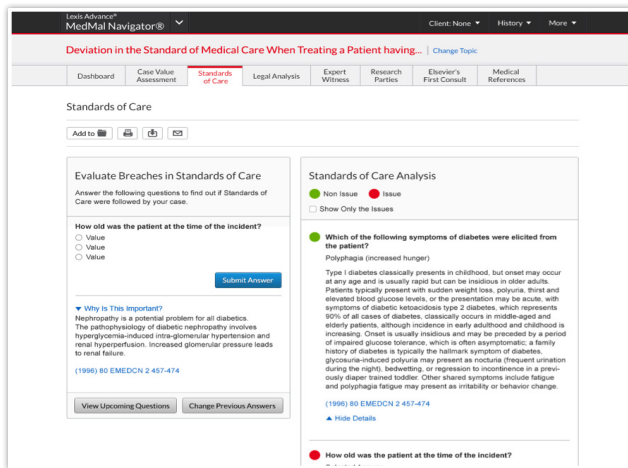 Lexis Advance®
MedMal Navigator®
Client: None
History
More
Deviation in the Standard of Medical Care When Treating a Patient having... | Change Topic
Dashboard
Case Value
Assessment
Standards
of Care
Legal Analysis
Expert
Witness
Research
Parties
Elsevier's
First Consult
Medical
References
Standards of Care
Add to
Evaluate Breaches in Standards of Care
Answer the following questions to find out if Standards of
Care were followed by your case.
How old was the patient at the time of the incident?
Value
Value
Value
Submit Answer
Why Is This Important?
Nephropathy is a potential problem for all diabetics.
The pathophysiology of diabetic nephropathy involves
hyperglycemia-induced intra-glomerular hypertension and
renal hyperfusion. Increased glomerular pressure leads
to renal failure.
(1996) 80 EMEDCN 2 457-474
View Upcoming Questions
Change Previous Answers
Standards of Care Analysis
Non Issue
Issue
Show Only the Issues
Which of the following symptoms of diabetes were elicited from
the patient?
Polyphagia (increased hunger)
Type I diabetes classically presents in childhood, but onset may occur
at any age and is usually rapid but can be insidious in older adults.
Patients typically present with sudden weight loss, polyuria, thirst and
elevated blood glucose levels, or the presentation may be acute, with
symptoms of diabetic ketoacidosis type 2 diabetes, which represents
90% of all cases of diabetes, classically occurs in middle-aged and
elderly patients, although incidence in early adulthood and childhood is
increasing. Onset is usually insidious and may be preceded by a period
of impaired glucose tolerance, which is often asymptomatic; a family
history of diabetes is typically the hallmark symptom of diabetes,
glycosuria-induced polyuria may present as nocturia (frequent urination
during the night), bedwetting, or regression to incontinence in a previ-
ously diaper trained toddler. Other shared symptoms include fatigue
and polyphagia fatigue may present as irritability or behavior change.
(1996) 80 EMEDCN 2 457-474
Hide Details
How old was the patient at the time of the incident?